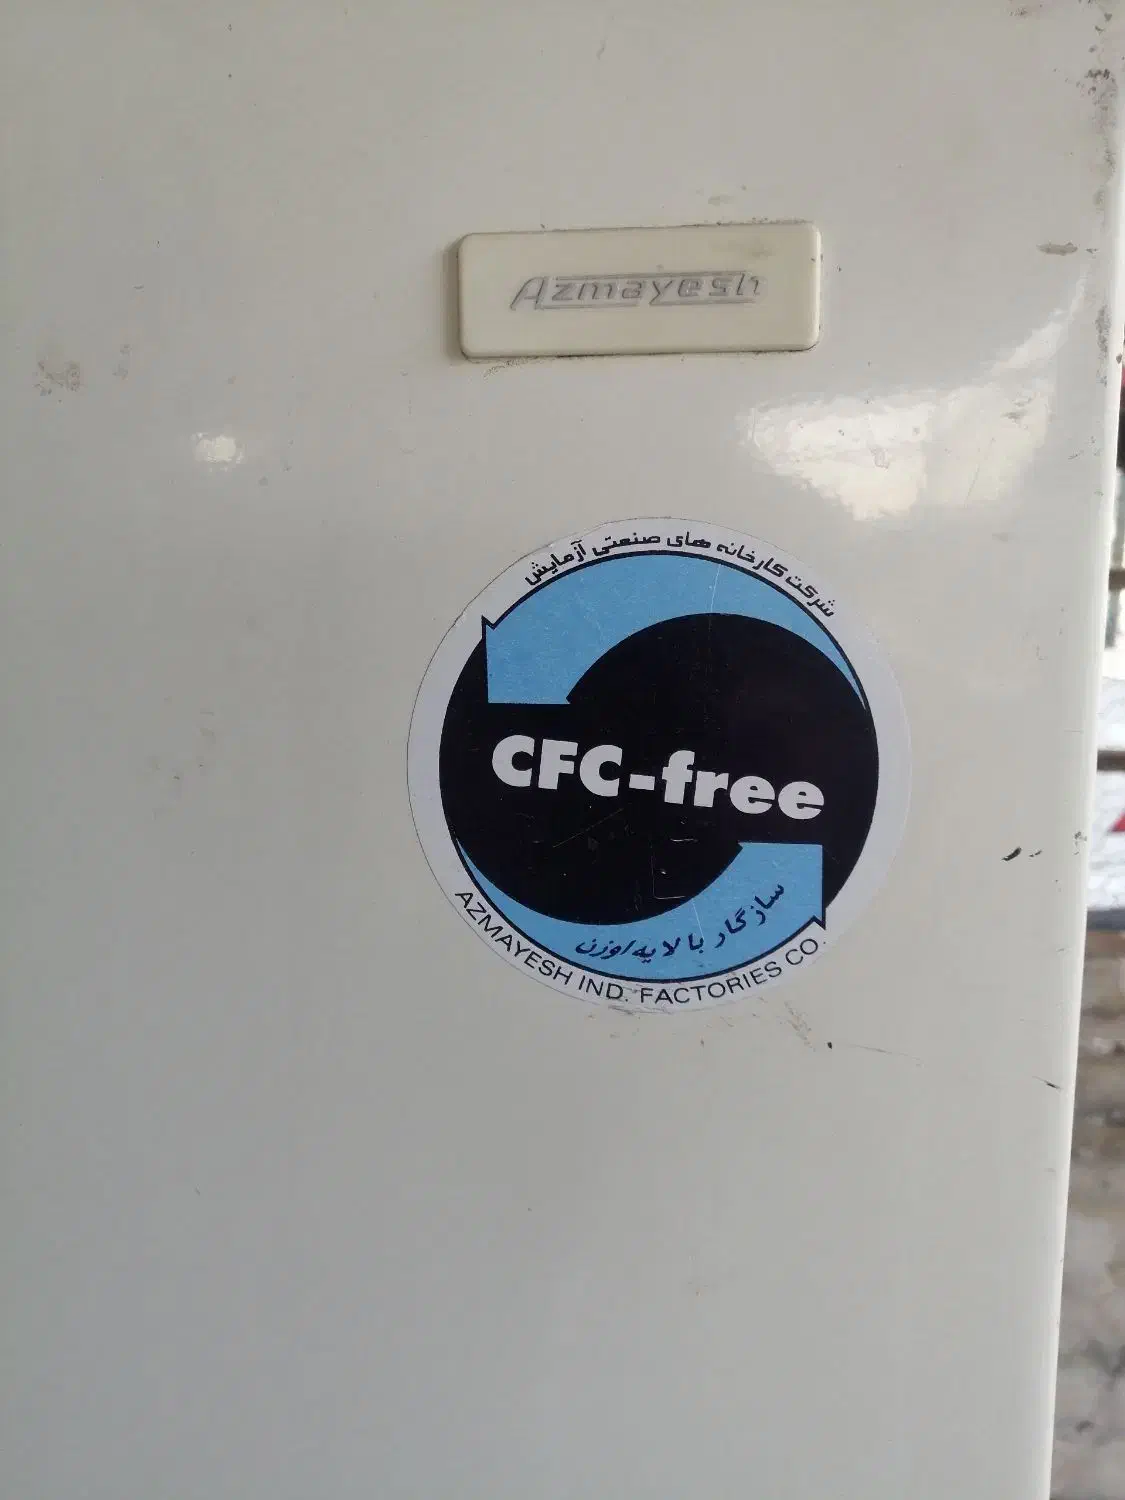 Azmayesh
شرکت کارخانه های صنعتی آزمایش
CFC-free
سازگار با لایه اوزن
AZMAYESH IND. FACTORIES CO.